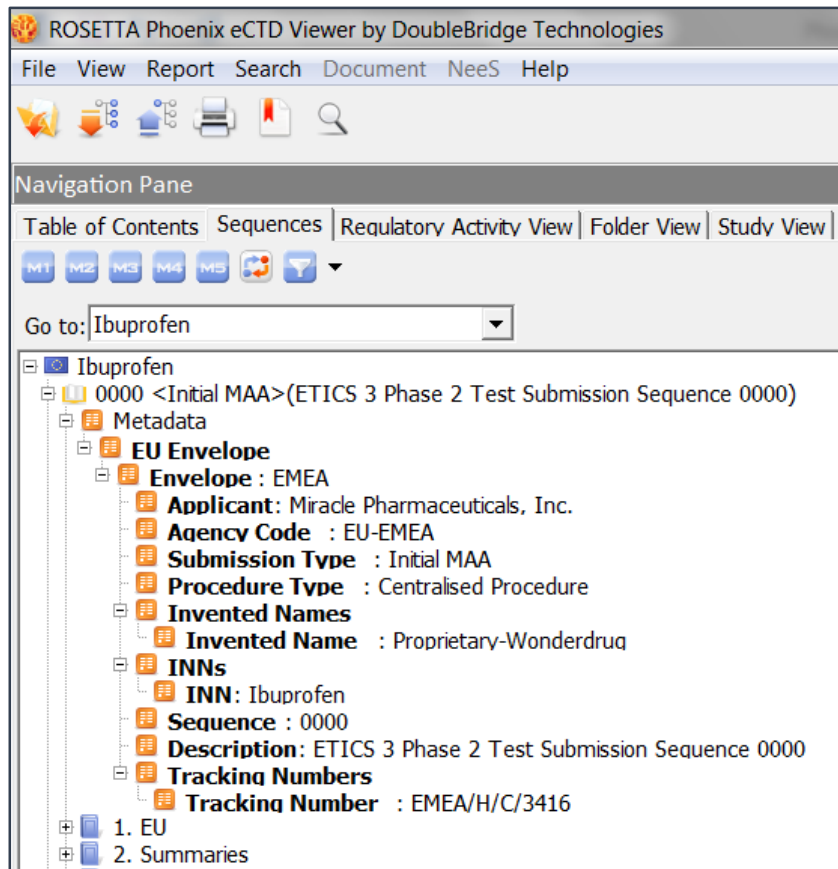 ROSETTA Phoenix eCTD Viewer by DoubleBridge Technologies
File View Report Search Document NeeS Help
Navigation Pane
Table of Contents Sequences Regulatory Activity View Folder View Study View
M1 M2 M3 M4 M5
Go to: Ibuprofen
Ibuprofen
0000 <Initial MAA>(ETICS 3 Phase 2 Test Submission Sequence 0000)
Metadata
EU Envelope
Envelope : EMEA
Applicant: Miracle Pharmaceuticals, Inc.
Agency Code : EU-EMEA
Submission Type : Initial MAA
Procedure Type : Centralised Procedure
Invented Names
Invented Name : Proprietary-Wonderdrug
INNs
INN: Ibuprofen
Sequence : 0000
Description: ETICS 3 Phase 2 Test Submission Sequence 0000
Tracking Numbers
Tracking Number : EMEA/H/C/3416
1. EU
2. Summaries